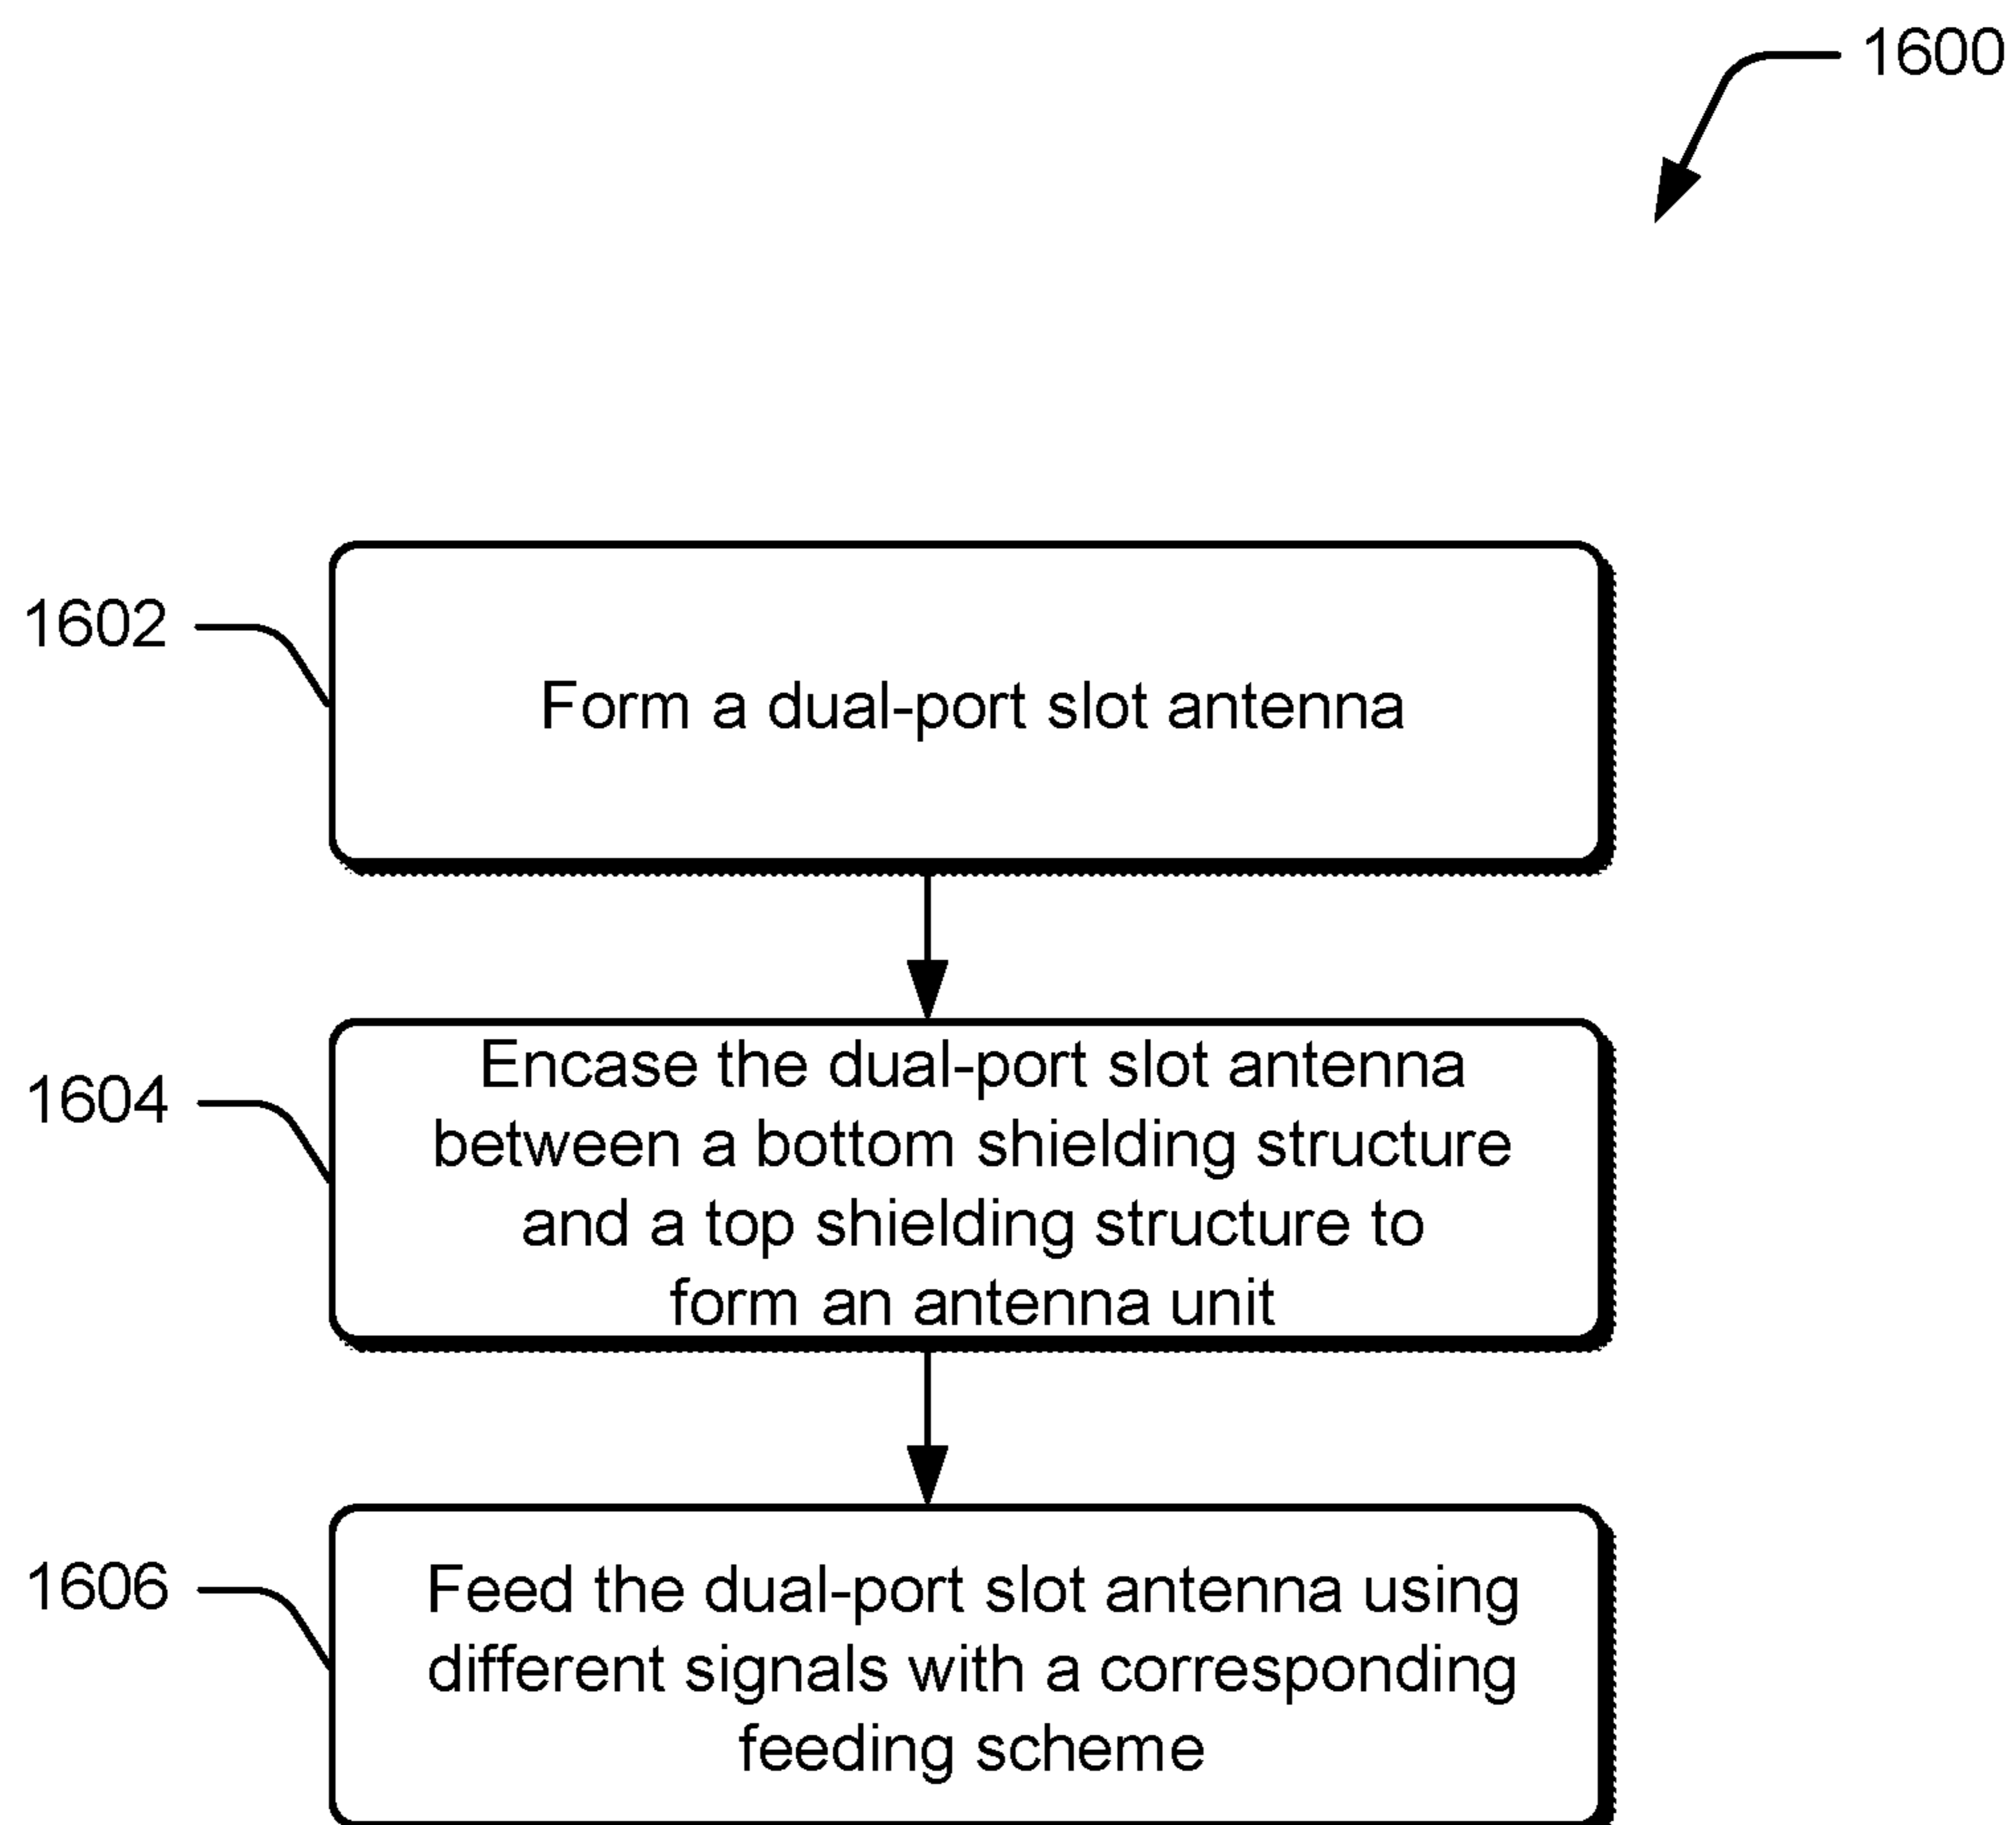 1600
1602
Form a dual-port slot antenna
1604
Encase the dual-port slot antenna
between a bottom shielding structure
and a top shielding structure to
form an antenna unit
1606
Feed the dual-port slot antenna using
different signals with a corresponding
feeding scheme